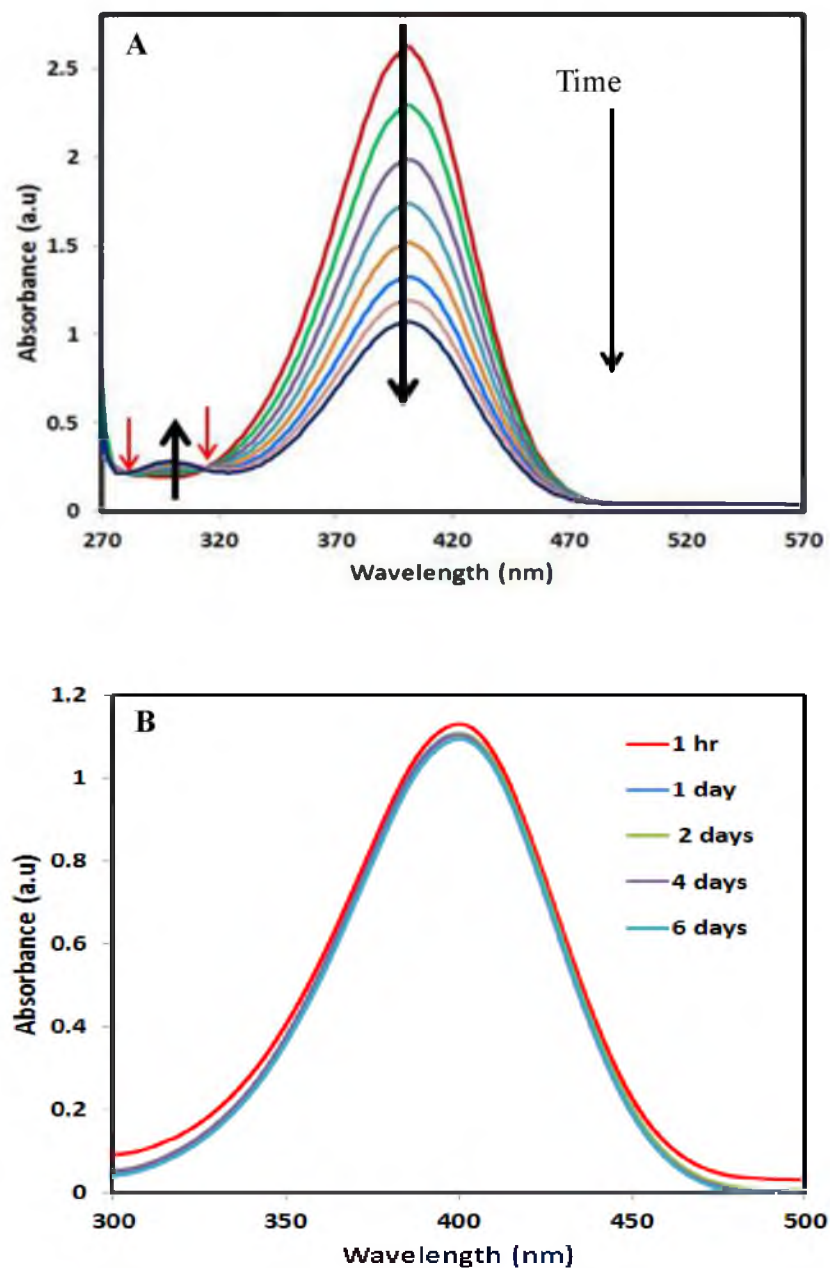 A
Time
2.5
2
1.5
1
0.5
0
270 320 370 420 470 520 570
Absorbance (a.u)
Wavelength (nm)
B
1 hr
1 day
2 days
4 days
6 days
1.2
1
0.8
0.6
0.4
0.2
0
300 350 400 450 500
Absorbance (a.u)
Wavelength (nm)